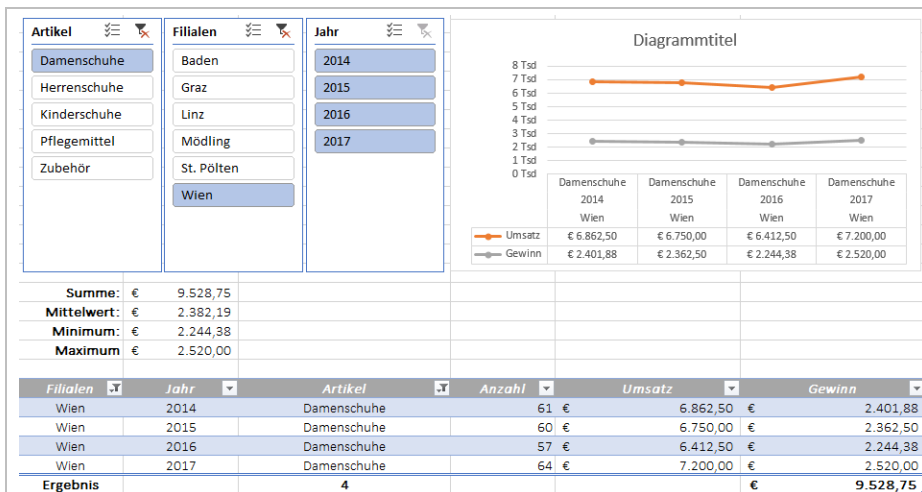 Artikel
Damenschuhe
Herrenschuhe
Kinderschuhe
Pflegemittel
Zubehör
Filialen
Baden
Graz
Linz
Mödling
St. Pölten
Wien
Jahr
2014
2015
2016
2017
Diagrammtitel
8 Tsd
7 Tsd
6 Tsd
5 Tsd
4 Tsd
3 Tsd
2 Tsd
1 Tsd
0 Tsd
Damenschuhe Damenschuhe Damenschuhe Damenschuhe
2014 2015 2016 2017
Wien Wien Wien Wien
Umsatz € 6.862,50 € 6.750,00 € 6.412,50 € 7.200,00
Gewinn € 2.401,88 € 2.362,50 € 2.244,38 € 2.520,00
Summe: € 9.528,75
Mittelwert: € 2.382,19
Minimum: € 2.244,38
Maximum € 2.520,00
Filialen Jahr Artikel Anzahl Umsatz Gewinn
Wien 2014 Damenschuhe 61 € 6.862,50 € 2.401,88
Wien 2015 Damenschuhe 60 € 6.750,00 € 2.362,50
Wien 2016 Damenschuhe 57 € 6.412,50 € 2.244,38
Wien 2017 Damenschuhe 64 € 7.200,00 € 2.520,00
Ergebnis 4 € 9.528,75